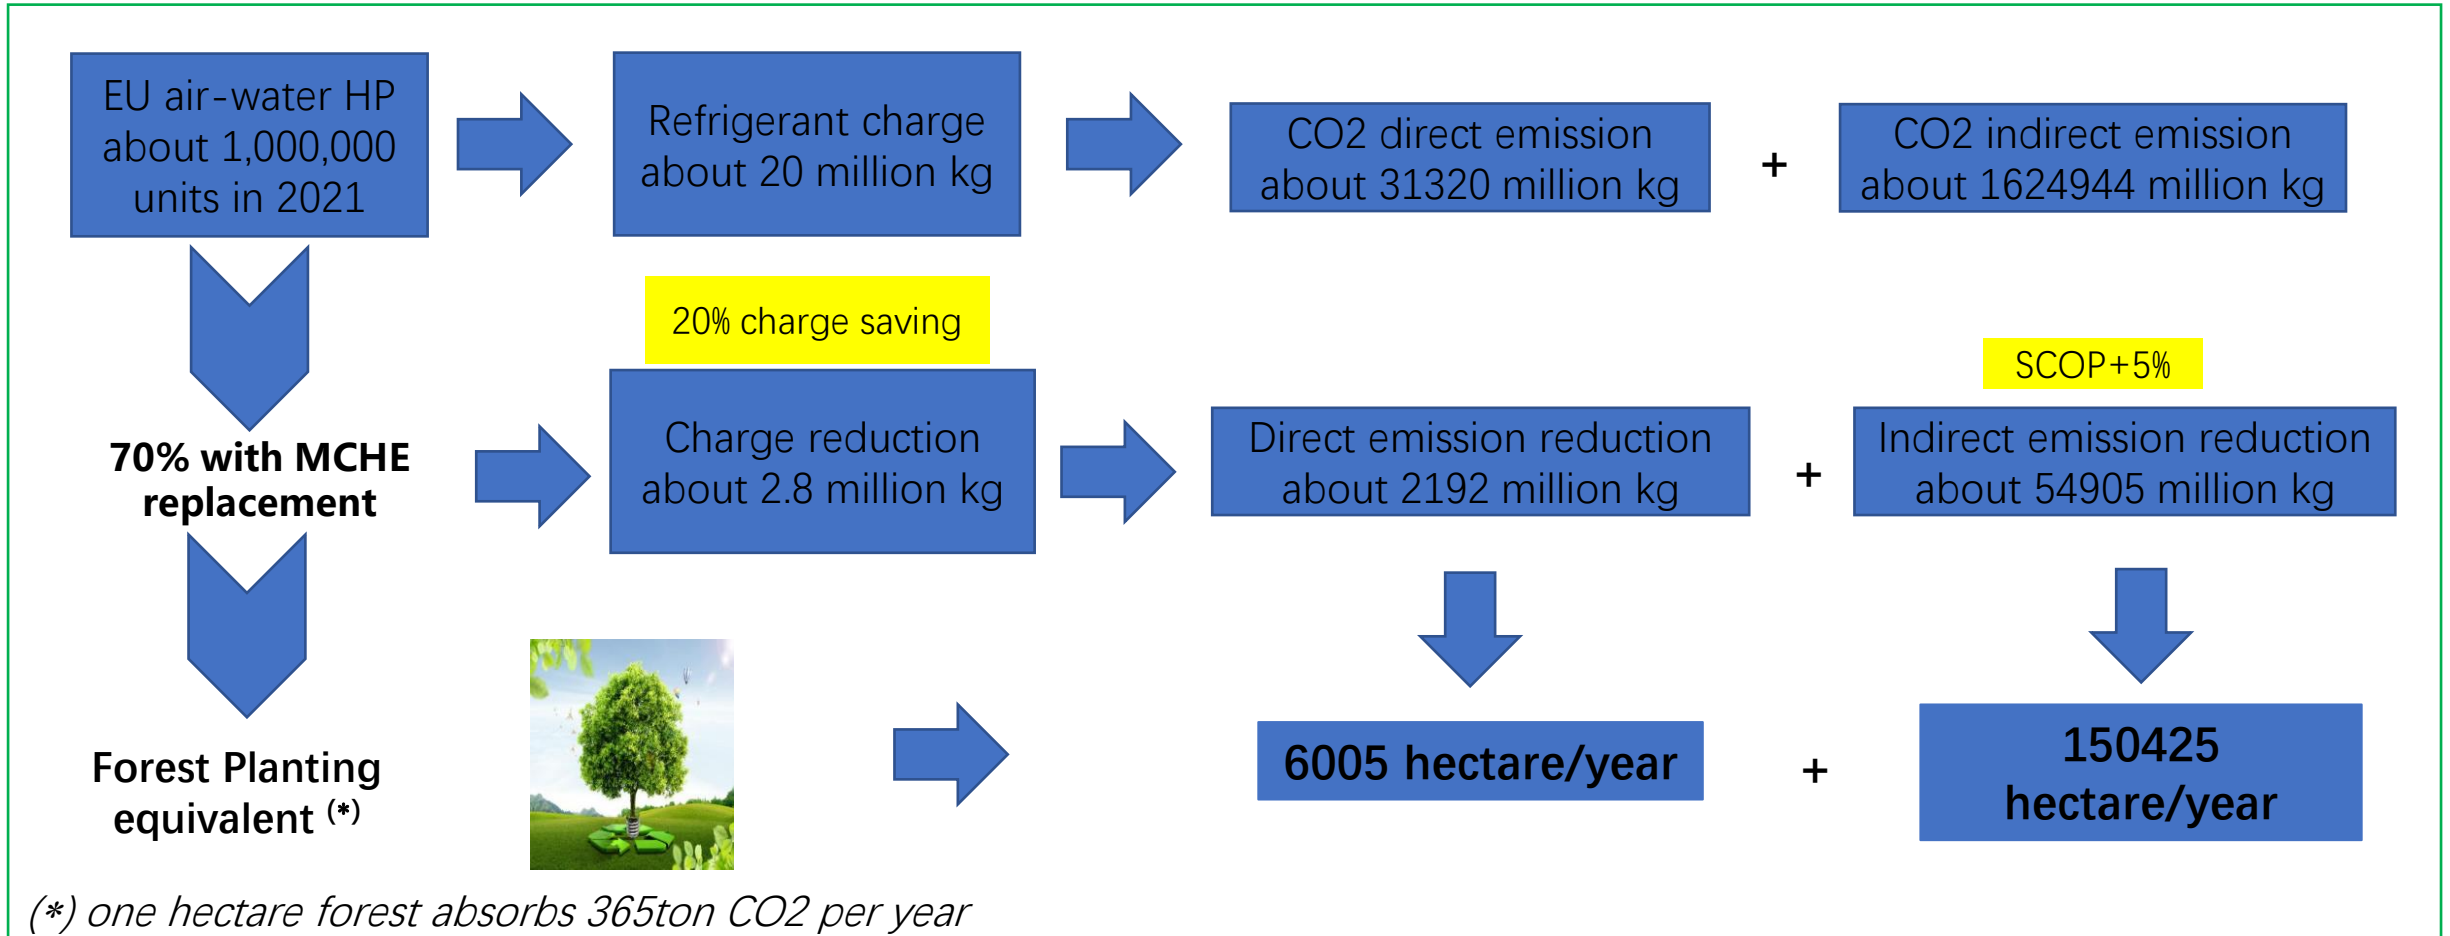 EU air-water HP
about 1,000,000
units in 2021
Refrigerant charge
about 20 million kg
CO2 direct emission
about 31320 million kg
+
CO2 indirect emission
about 1624944 million kg
20% charge saving
SCOP+5%
70% with MCHE
replacement
Charge reduction
about 2.8 million kg
Direct emission reduction
about 2192 million kg
+
Indirect emission reduction
about 54905 million kg
Forest Planting
equivalent (*)
6005 hectare/year
+
150425
hectare/year
(*) one hectare forest absorbs 365ton CO2 per year